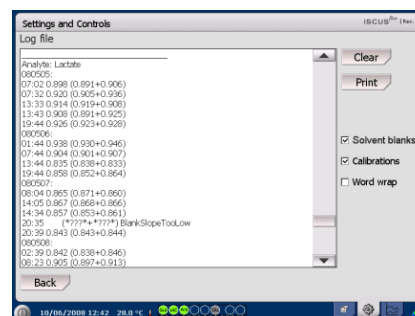 Settings and Controls
ISCUS
Log file
Analyte: Lactate
080505:
07:02 0.898 (0.891+0.906)
07:32 0.920 (0.905+0.936)
13:33 0.914 (0.919+0.908)
13:43 0.908 (0.891+0.925)
19:44 0.926 (0.923+0.928)
080506:
01:44 0.938 (0.930+0.946)
07:44 0.904 (0.901+0.907)
13:44 0.835 (0.838+0.833)
19:44 0.858 (0.852+0.864)
080507:
08:04 0.865 (0.871+0.860)
14:05 0.867 (0.868+0.866)
14:34 0.857 (0.853+0.861)
20:35 (*???*+*???*) BlankSlopeTooLow
20:39 0.843 (0.843+0.844)
080508:
02:39 0.842 (0.838+0.846)
08:23 0.905 (0.897+0.913)
Clear
Print
Solvent blanks
Calibrations
Word wrap
Back
10/06/2008 12:42 28.0 °C